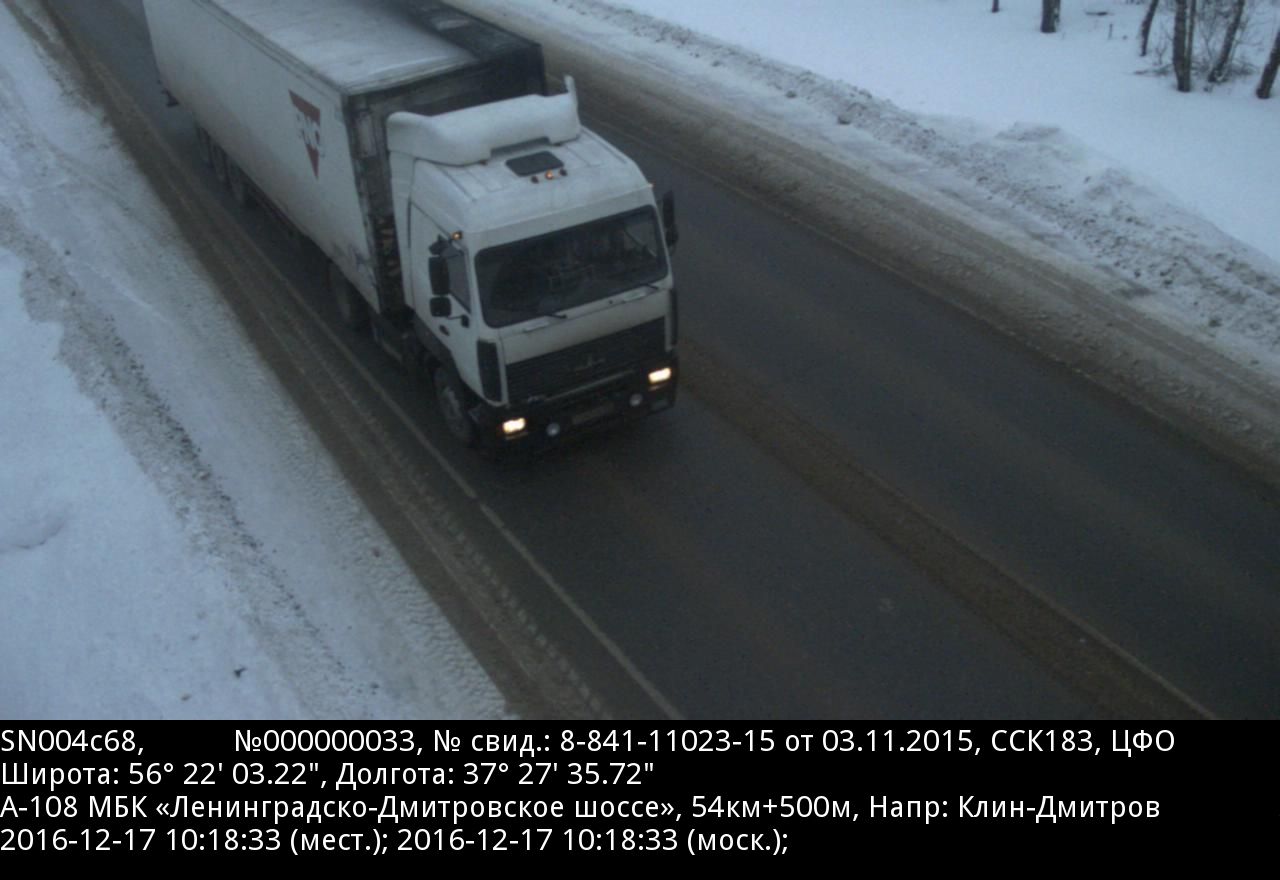 SN004c68, №000000033, № свид.: 8-841-11023-15 от 03.11.2015, ССК183, ЦФО
Широта: 56° 22' 03.22", Долгота: 37° 27' 35.72"
А-108 МБК «Ленинградско-Дмитровское шоссе», 54км+500м, Напр: Клин-Дмитров
2016-12-17 10:18:33 (мест.); 2016-12-17 10:18:33 (моск.);